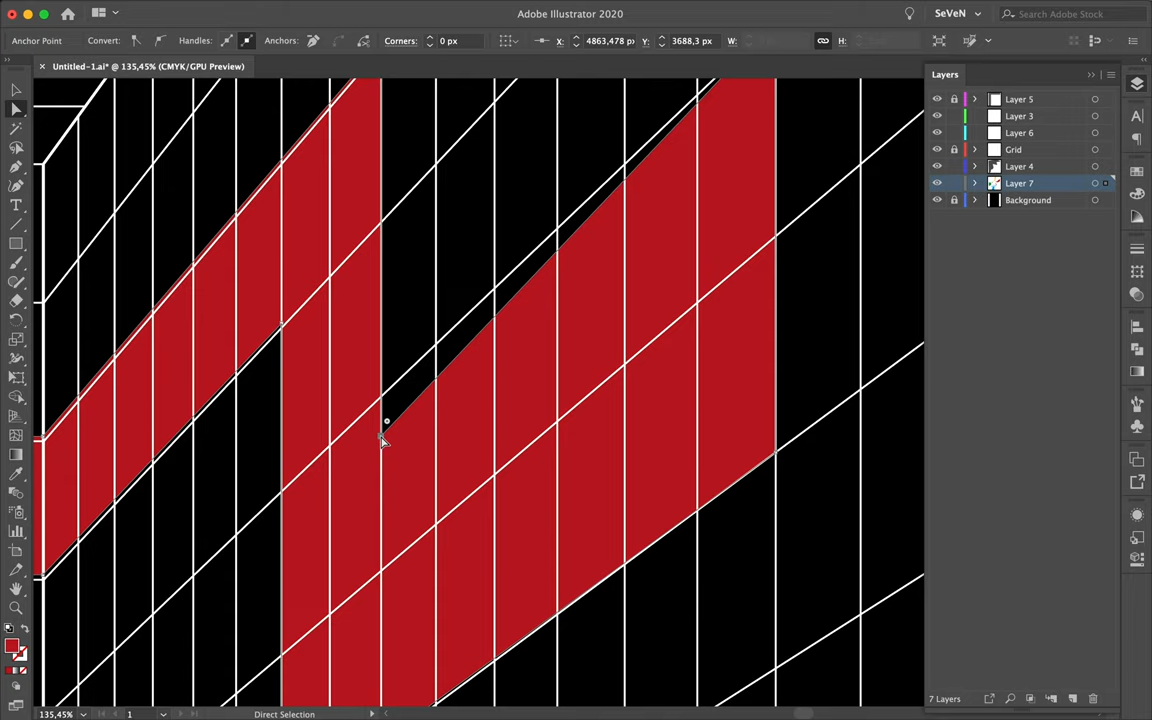 Adobe Illustrator 2020
SeVeN
Search Adobe Stock
Anchor Point
Convert:
Handles:
Anchors:
Corners:
0 px
X:
4863,478 px
Y:
3688,3 px
W:
H:
Untitled-1.ai* @ 135,45% (CMYK/GPU Preview)
Layers
Layer 5
Layer 3
Layer 6
Grid
Layer 4
Layer 7
Background
7 Layers
135,45%
1
Direct Selection